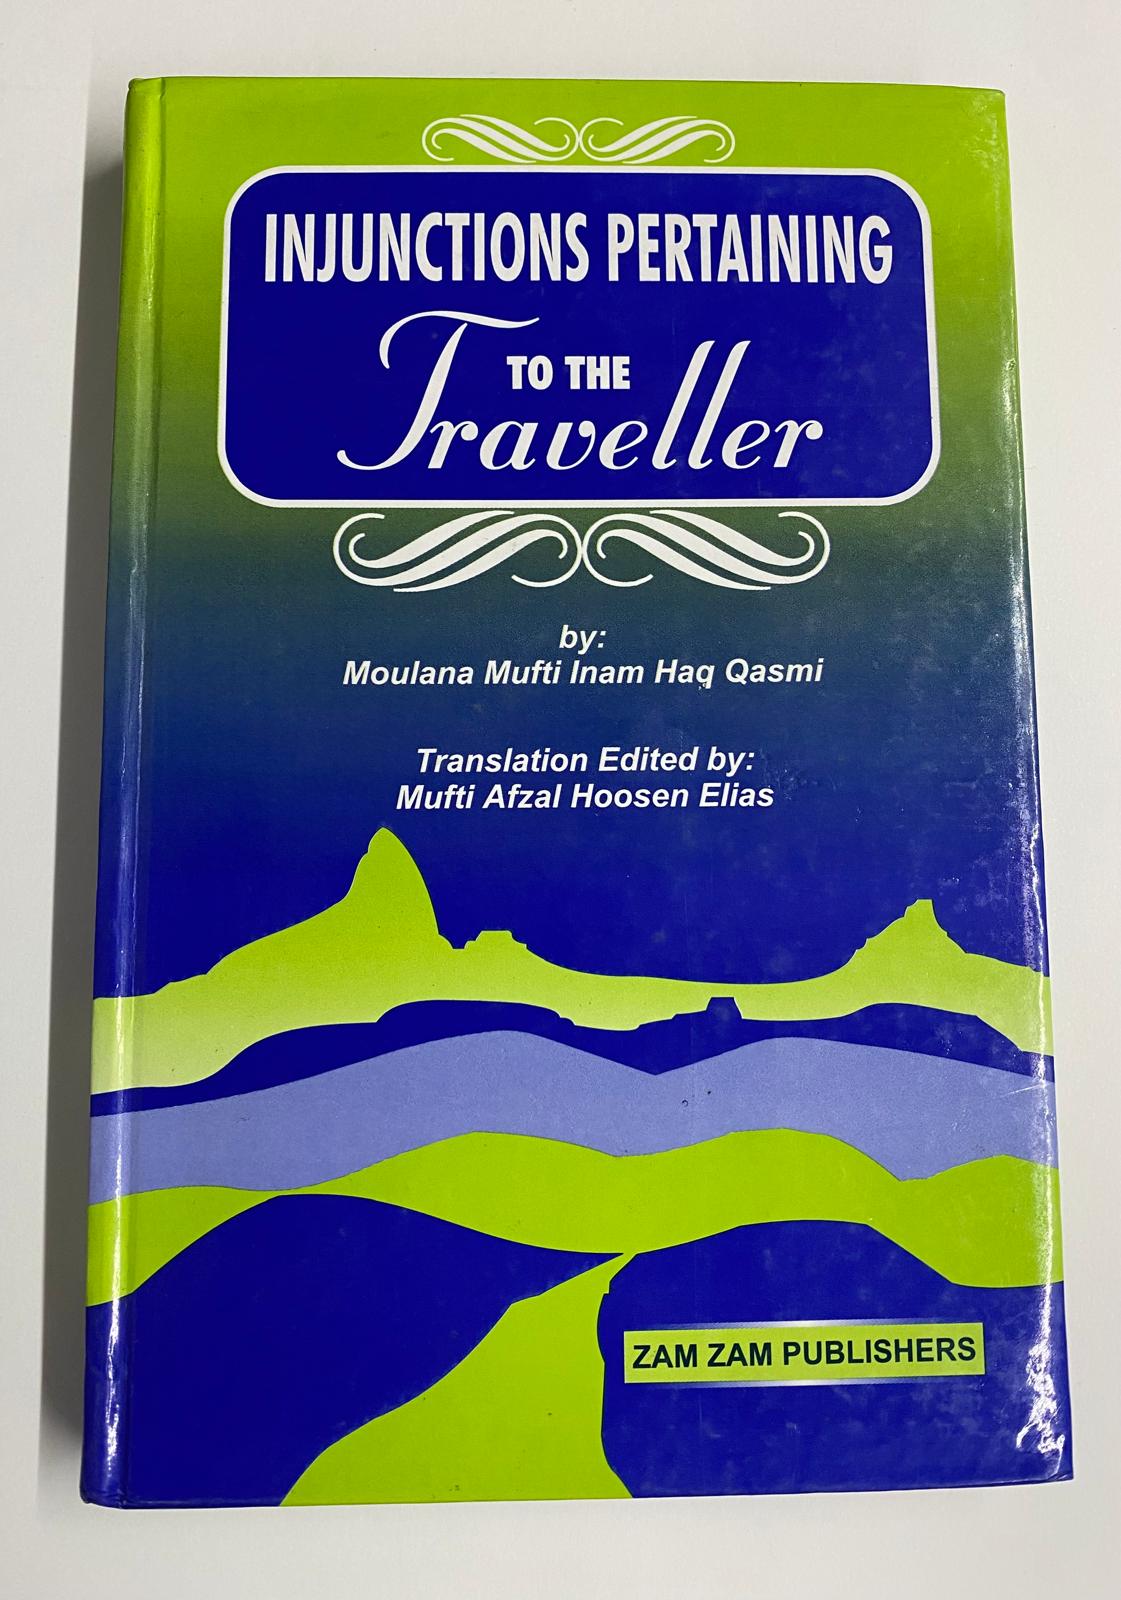 INJUNCTIONS PERTAINING
TO THE
Traveller
by:
Moulana Mufti Inam Haq Qasmi
Translation Edited by:
Mufti Afzal Hoosen Elias
ZAM ZAM PUBLISHERS